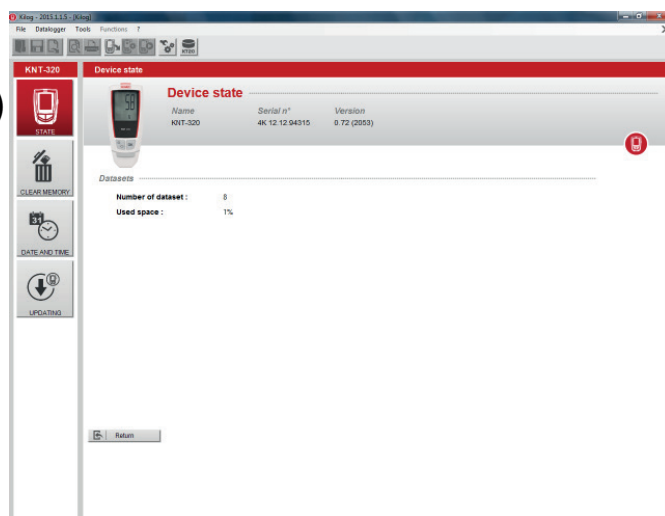 Kilog - 2013.1.1.5 - [Kilog]
File Datalogger Tools Functions ?
KTDO
KNT-320
Device state
STATE
CLEAR MEMORY
31
DATE AND TIME
UPDATING
Device state
Name Serial n° Version
KNT-320 4K 12.12.94315 0.72 (2053)
Datasets
Number of dataset : 8
Used space : 1%
Return